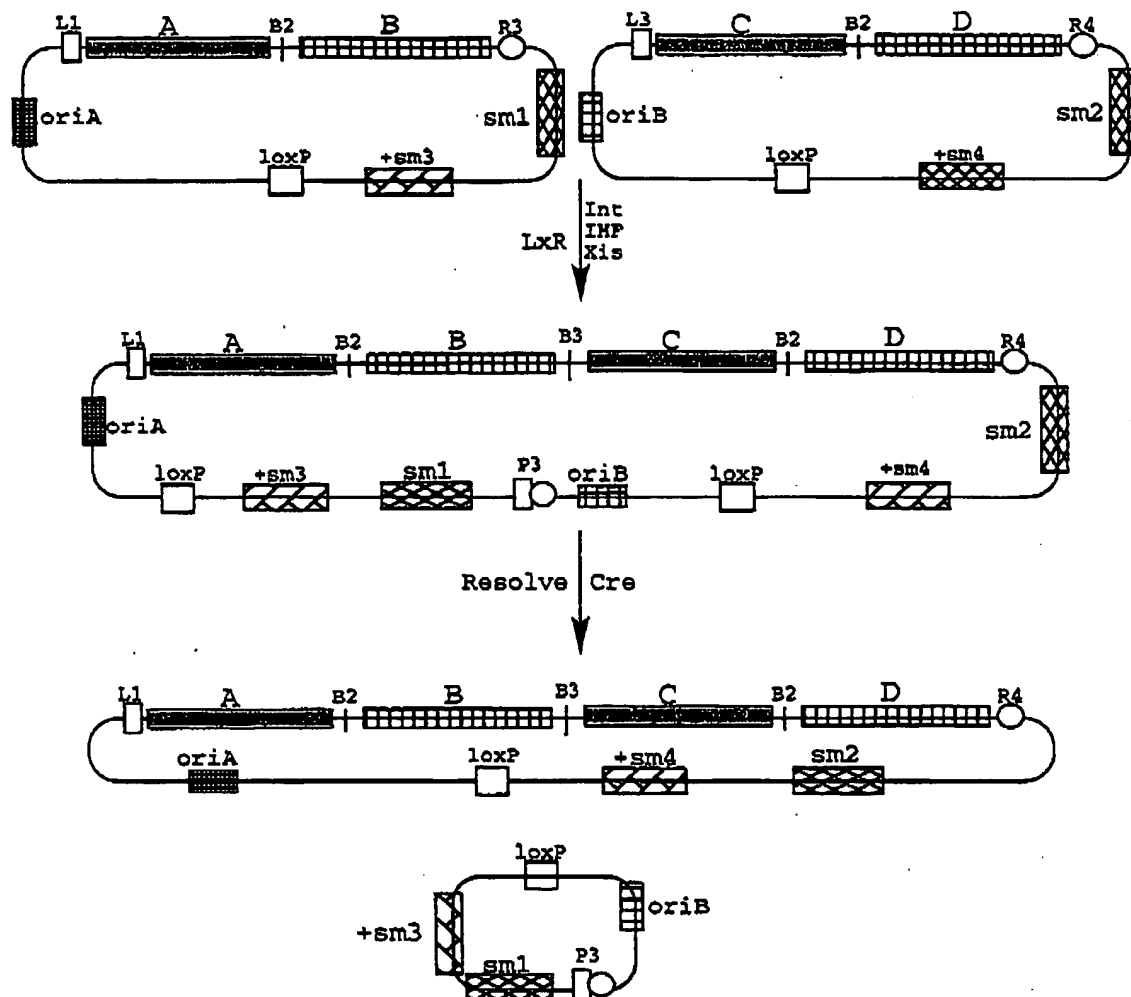 L1 A B2 B R3 L3 C B2 D R4
oriA sm1 oriB sm2
loxP +sm3 loxP +sm4
LxR Int
IHF
Xis
L1 A B2 B B3 C B2 D R4
oriA sm2
loxP +sm3 sm1 P3 oriB loxP +sm4
Resolve Cre
L1 A B2 B B3 C B2 D R4
oriA loxP +sm4 sm2
loxP
+sm3 oriB
sm1 P3